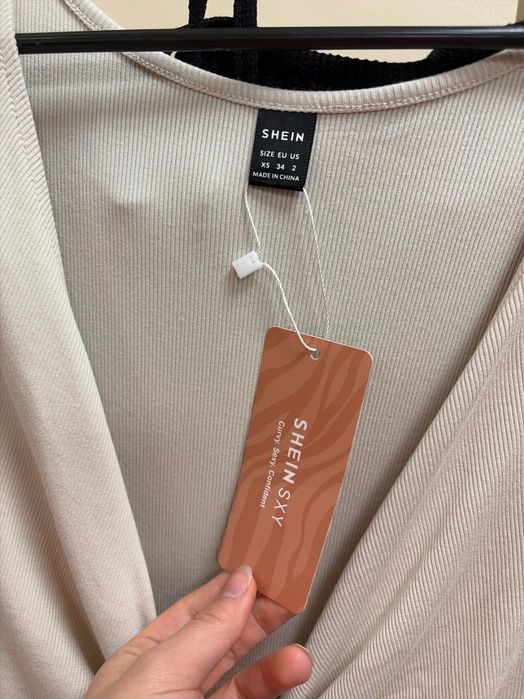 SHEIN
SIZE EU US
XS 34 2
MADE IN CHINA
SHEIN SXY
Curvy. Sexy. Confident.